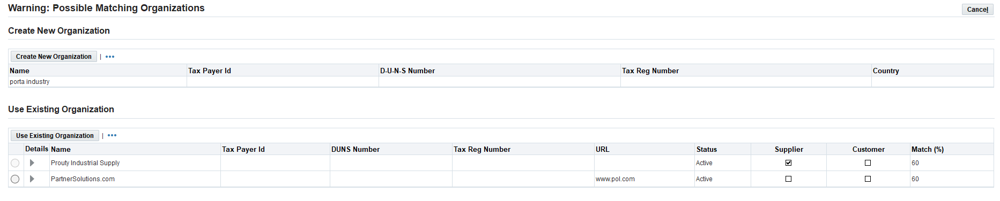 Warning: Possible Matching Organizations
Cancel
Create New Organization
Create New Organization | •••
Name Tax Payer Id D-U-N-S Number Tax Reg Number Country
porta industry
Use Existing Organization
Use Existing Organization | •••
Details Name Tax Payer Id DUNS Number Tax Reg Number URL Status Supplier Customer Match (%)
Prouty Industrial Supply Active 60
PartnerSolutions.com www.pol.com Active 60